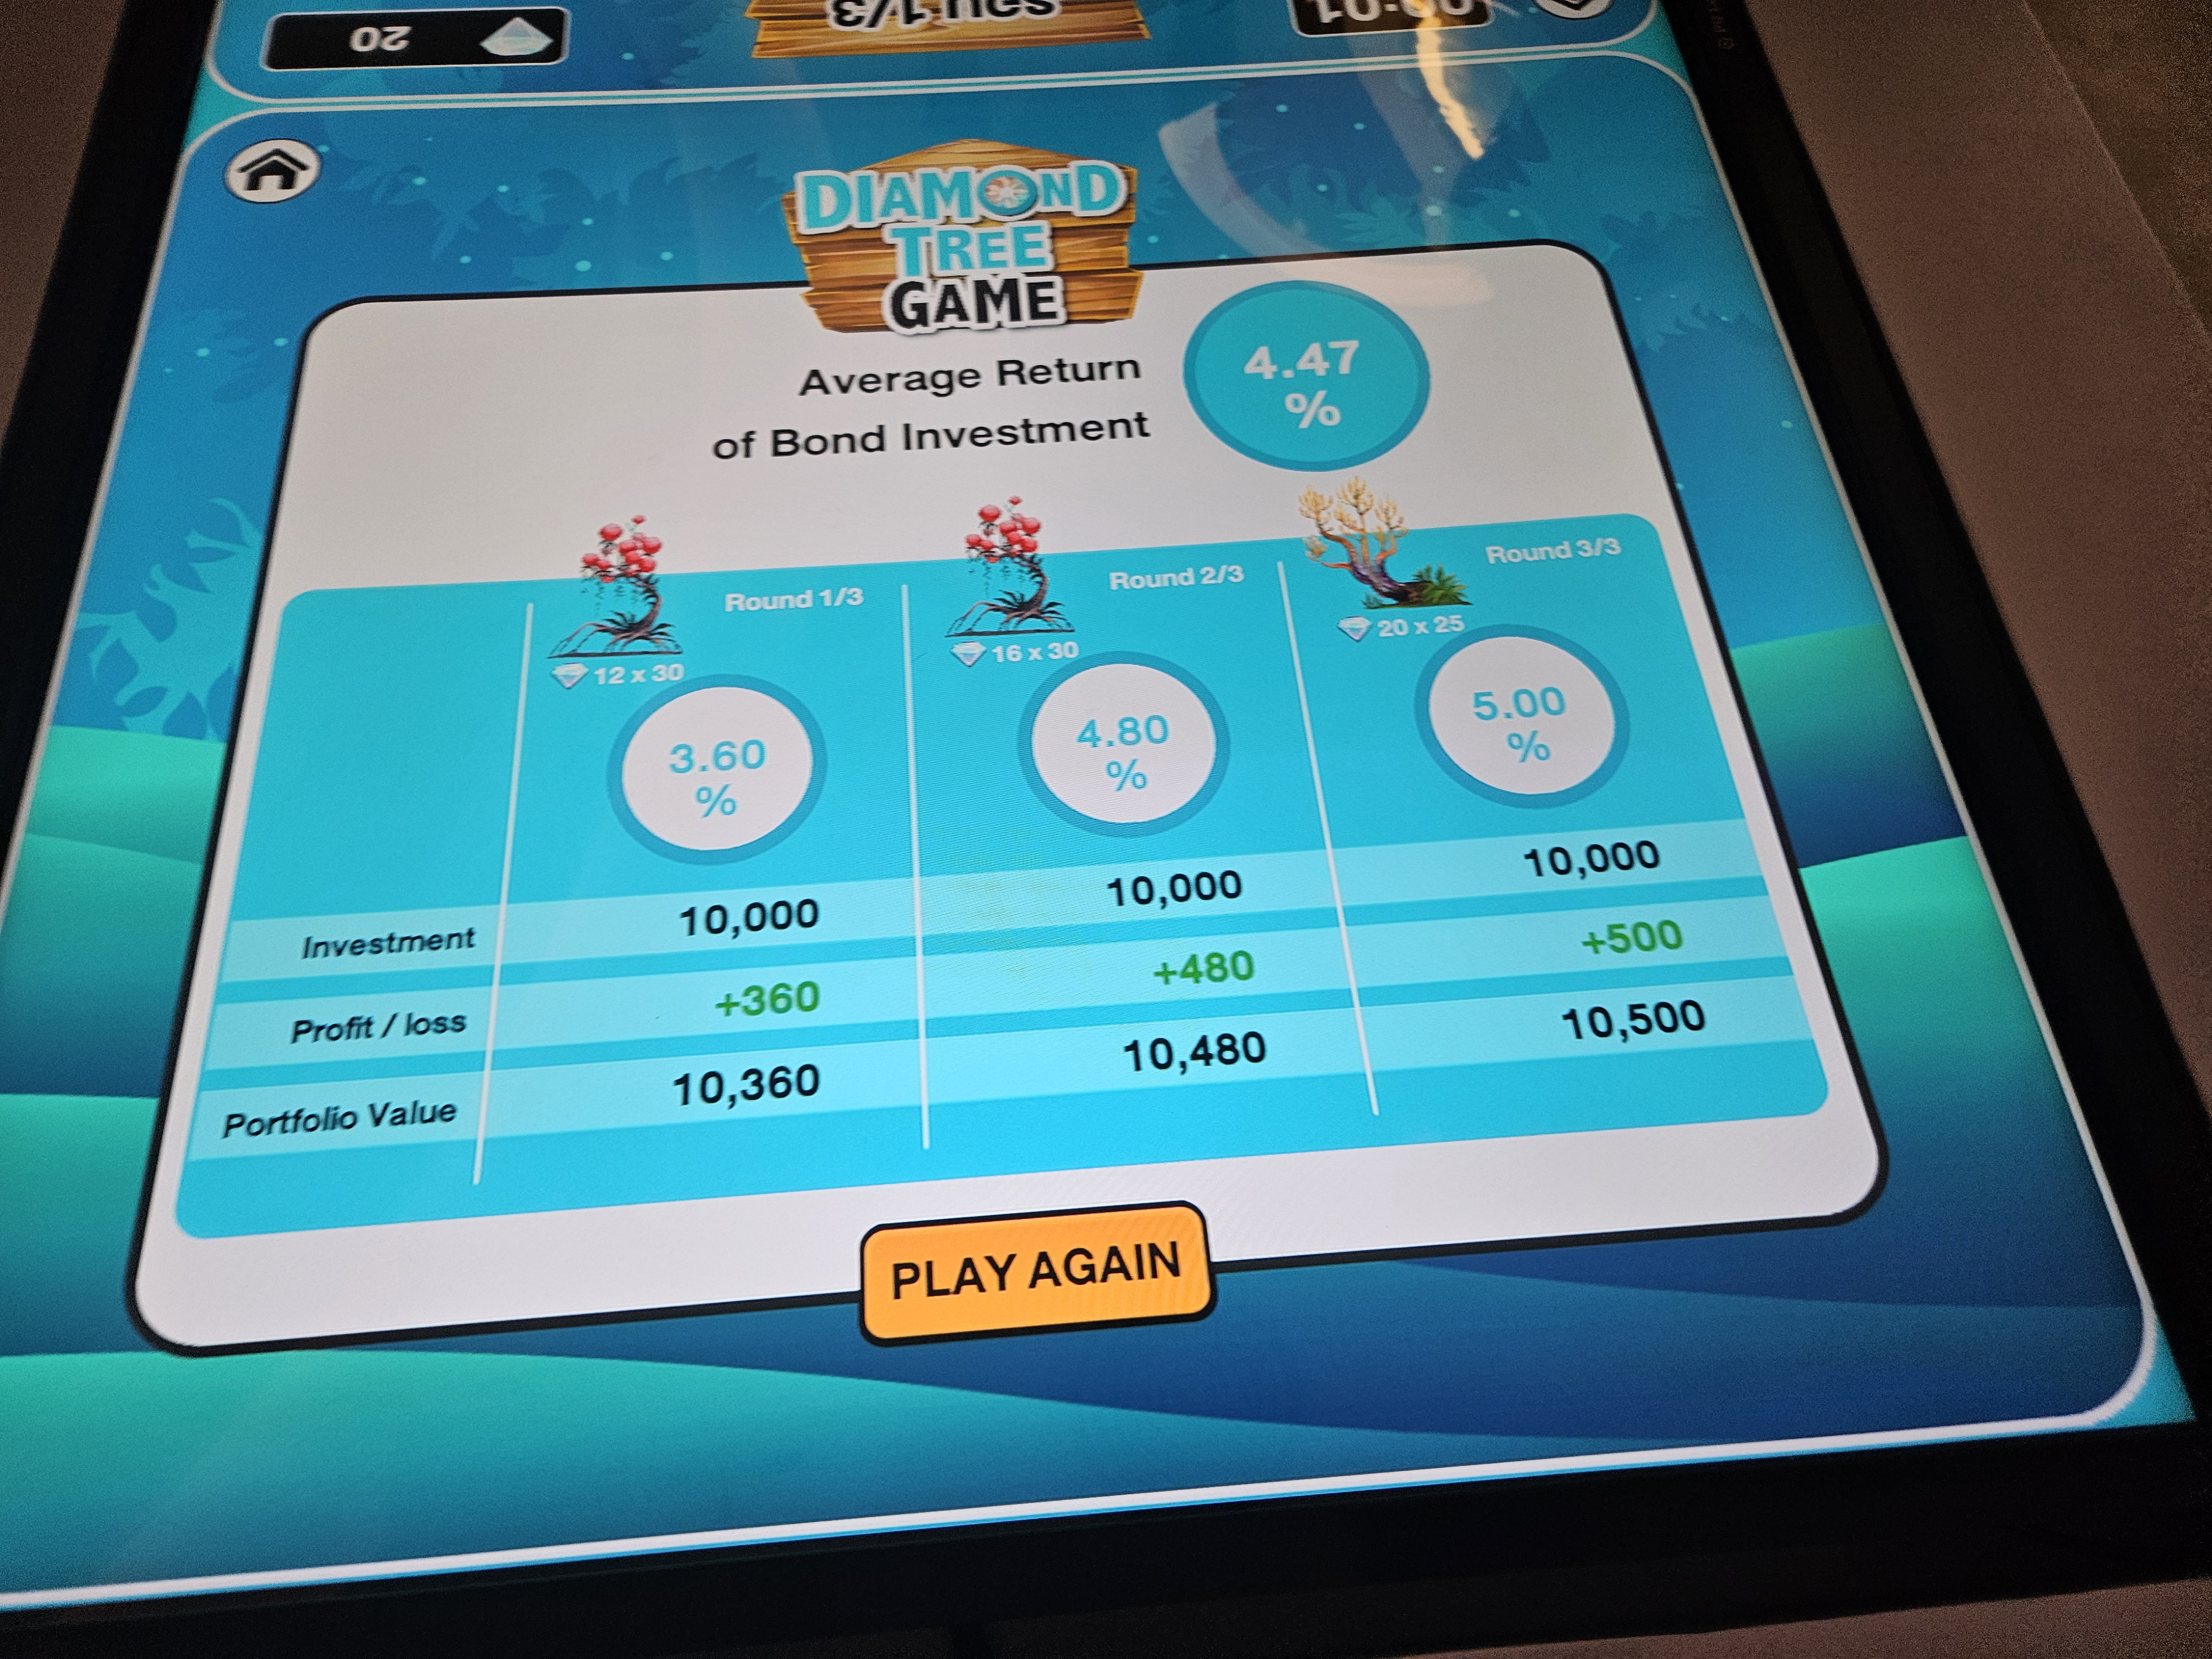 20
DIAMOND
TREE
GAME
Average Return
of Bond Investment
4.47
%
Round 1/3
12 x 30
3.60
%
Round 2/3
16 x 30
4.80
%
Round 3/3
20 x 25
5.00
%
Investment
10,000
10,000
10,000
Profit / loss
+360
+480
+500
Portfolio Value
10,360
10,480
10,500
PLAY AGAIN